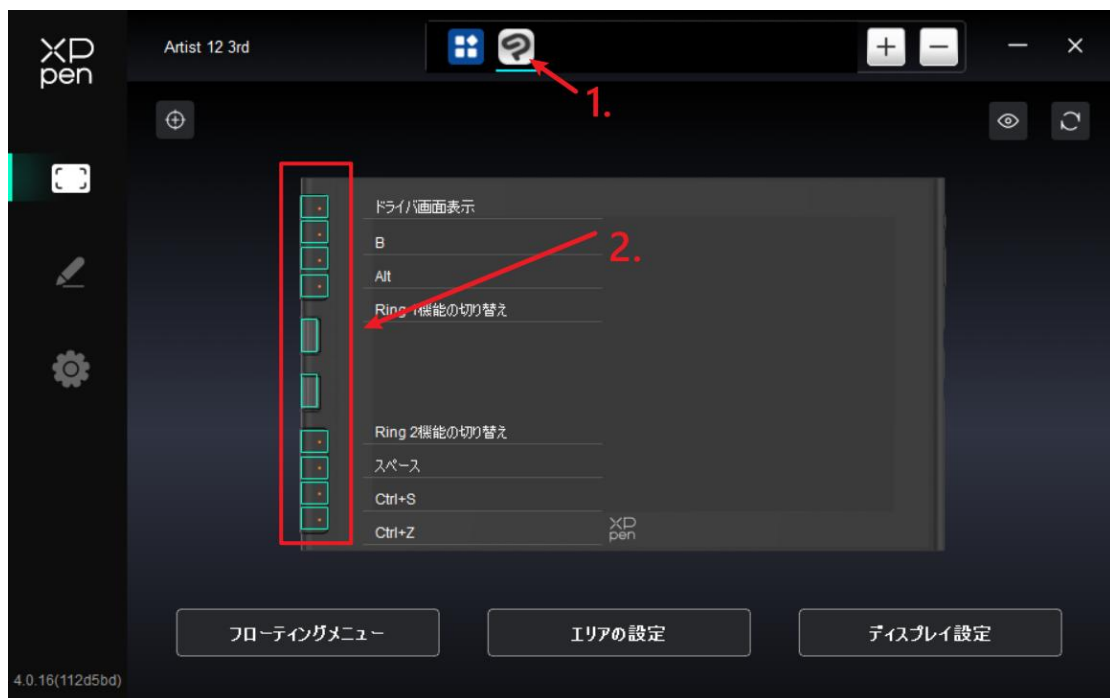 XP
pen
Artist 12 3rd
1.
ドライバ画面表示
B
2.
Alt
Ring 1機能の切り替え
Ring 2機能の切り替え
スペース
Ctrl+S
Ctrl+Z
XP
pen
フローティングメニュー
エリアの設定
ディスプレイ設定
4.0.16(112d5bd)